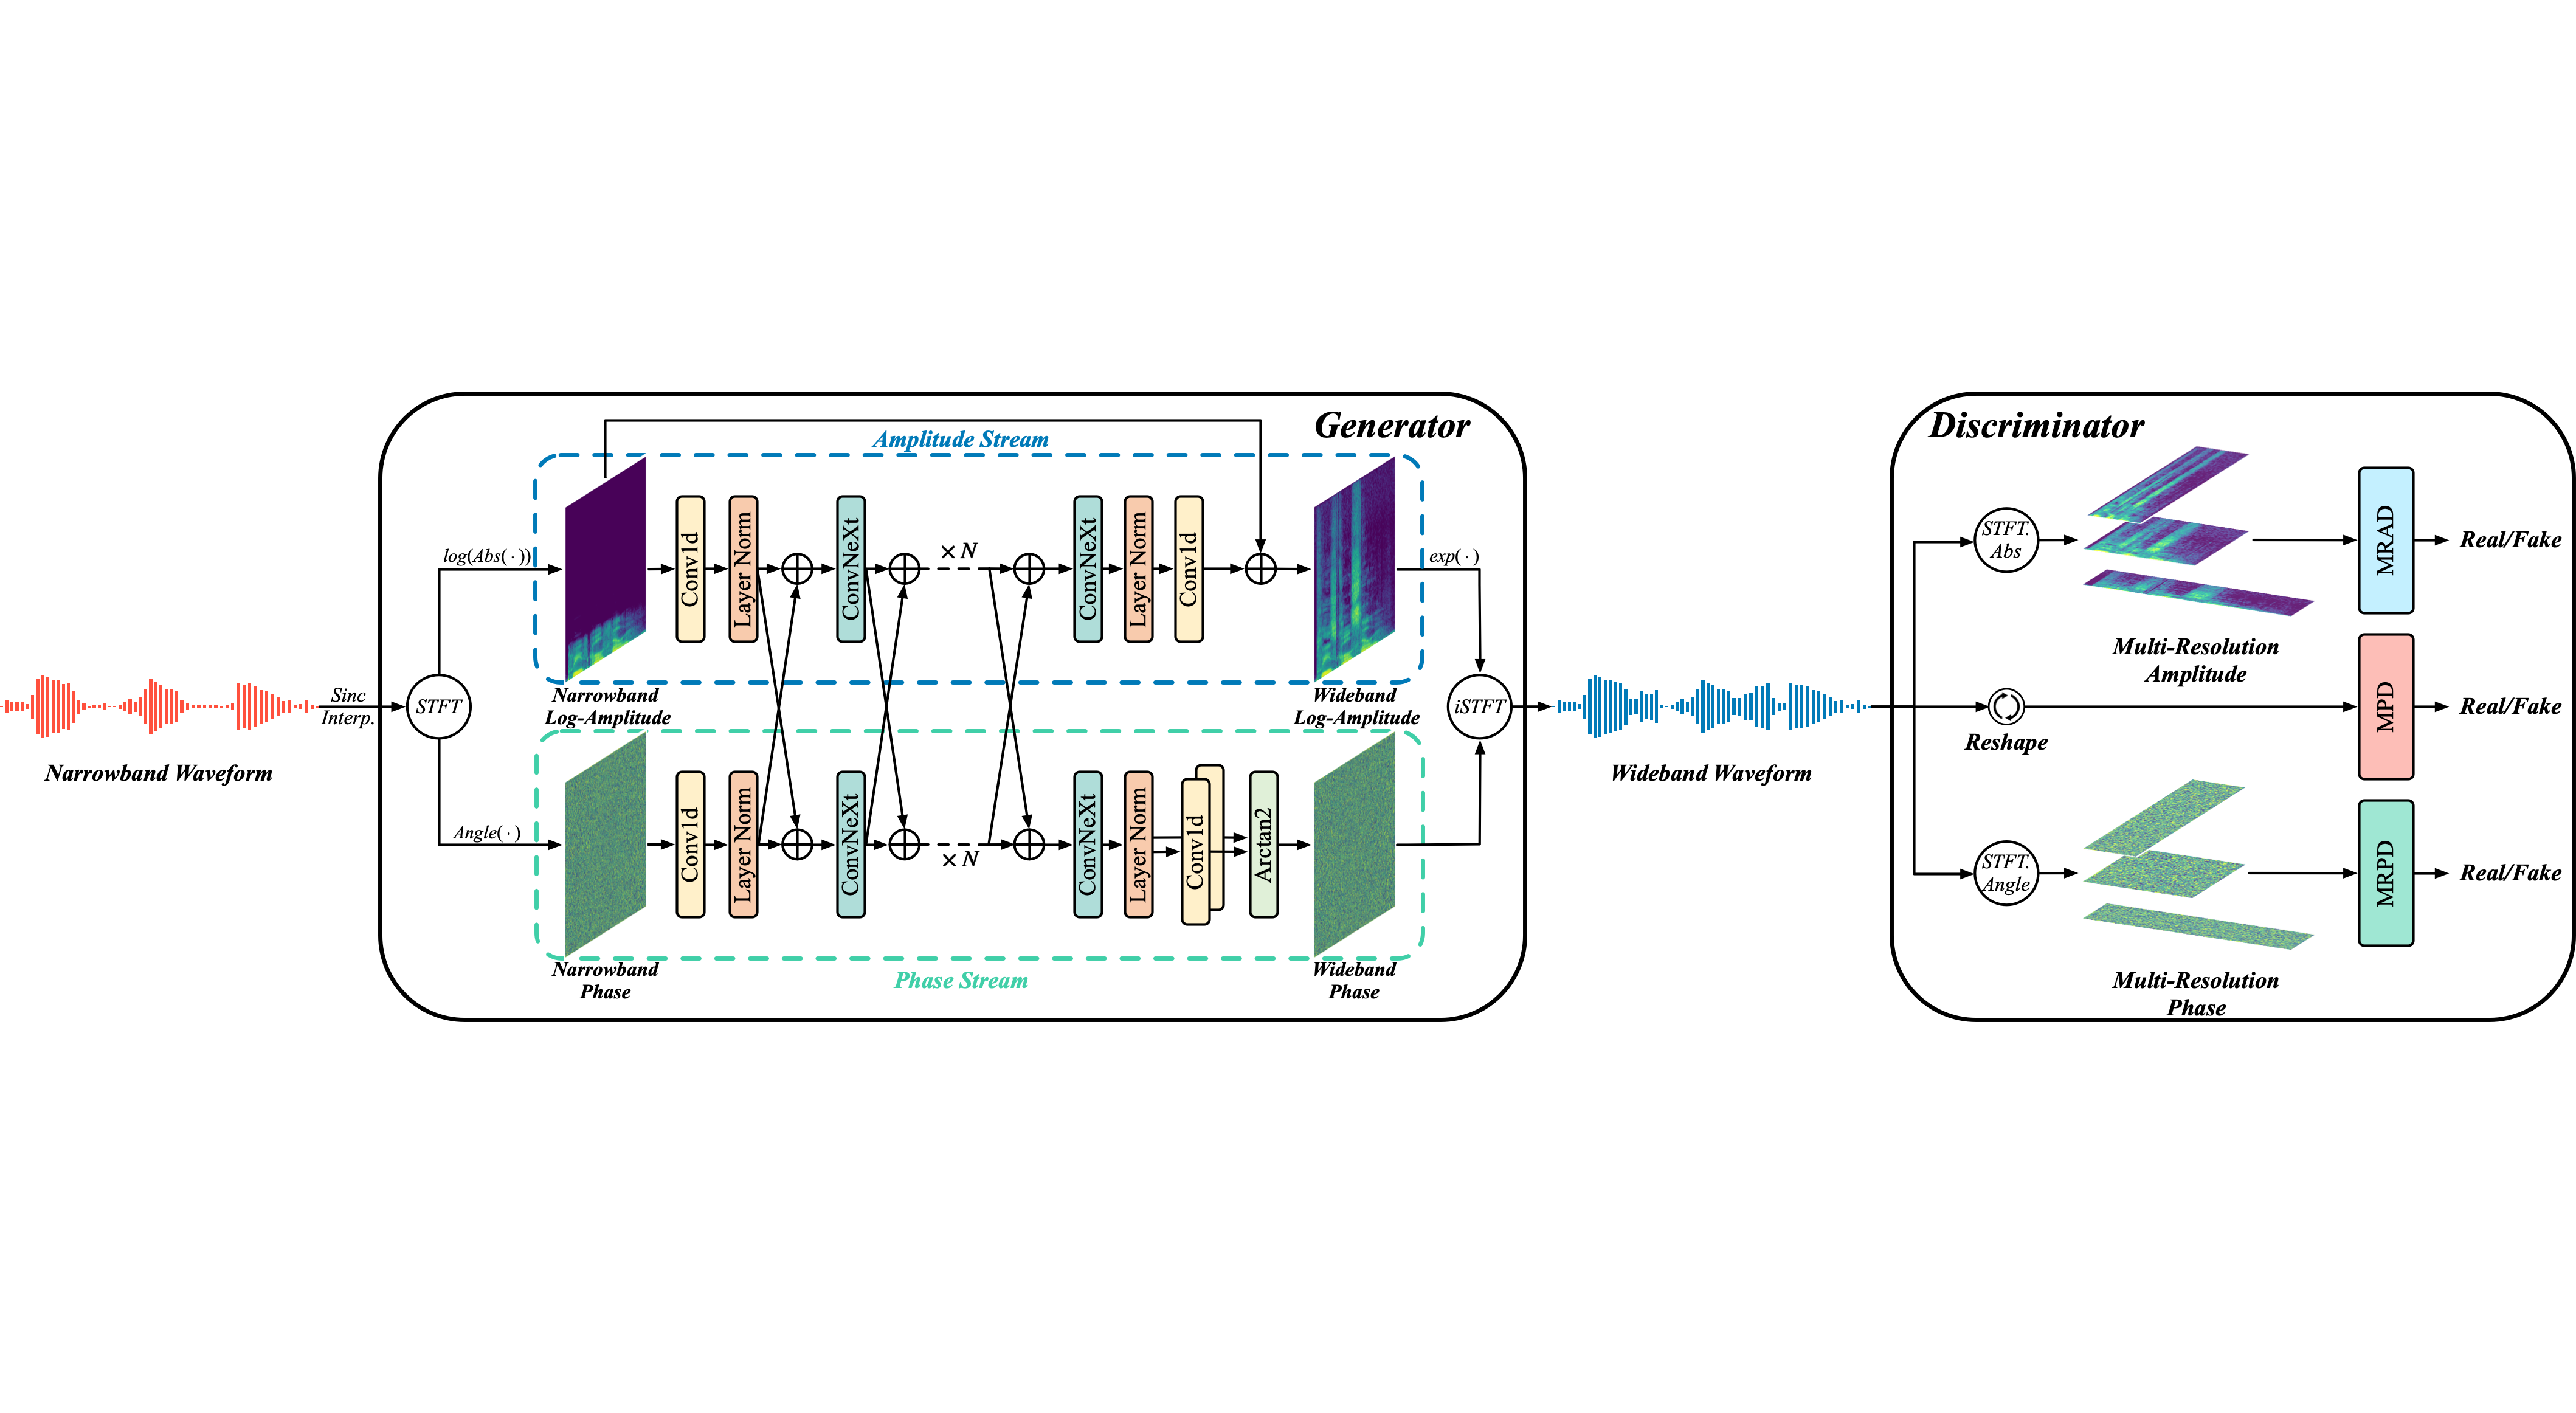 Generator
Amplitude Stream
log(Abs(·))
Conv1d
Layer Norm
ConvNeXt
× N
ConvNeXt
Layer Norm
Conv1d
exp(·)
Narrowband
Log-Amplitude
Wideband
Log-Amplitude
Sinc
Interp.
STFT
iSTFT
Narrowband Waveform
Angle(·)
Conv1d
Layer Norm
ConvNeXt
× N
ConvNeXt
Layer Norm
Conv1d
Arctan2
Narrowband
Phase
Phase Stream
Wideband
Phase
Wideband Waveform
Discriminator
STFT.
Abs
MRAD
Real/Fake
Multi-Resolution
Amplitude
Reshape
MPD
Real/Fake
STFT.
Angle
MRPD
Real/Fake
Multi-Resolution
Phase